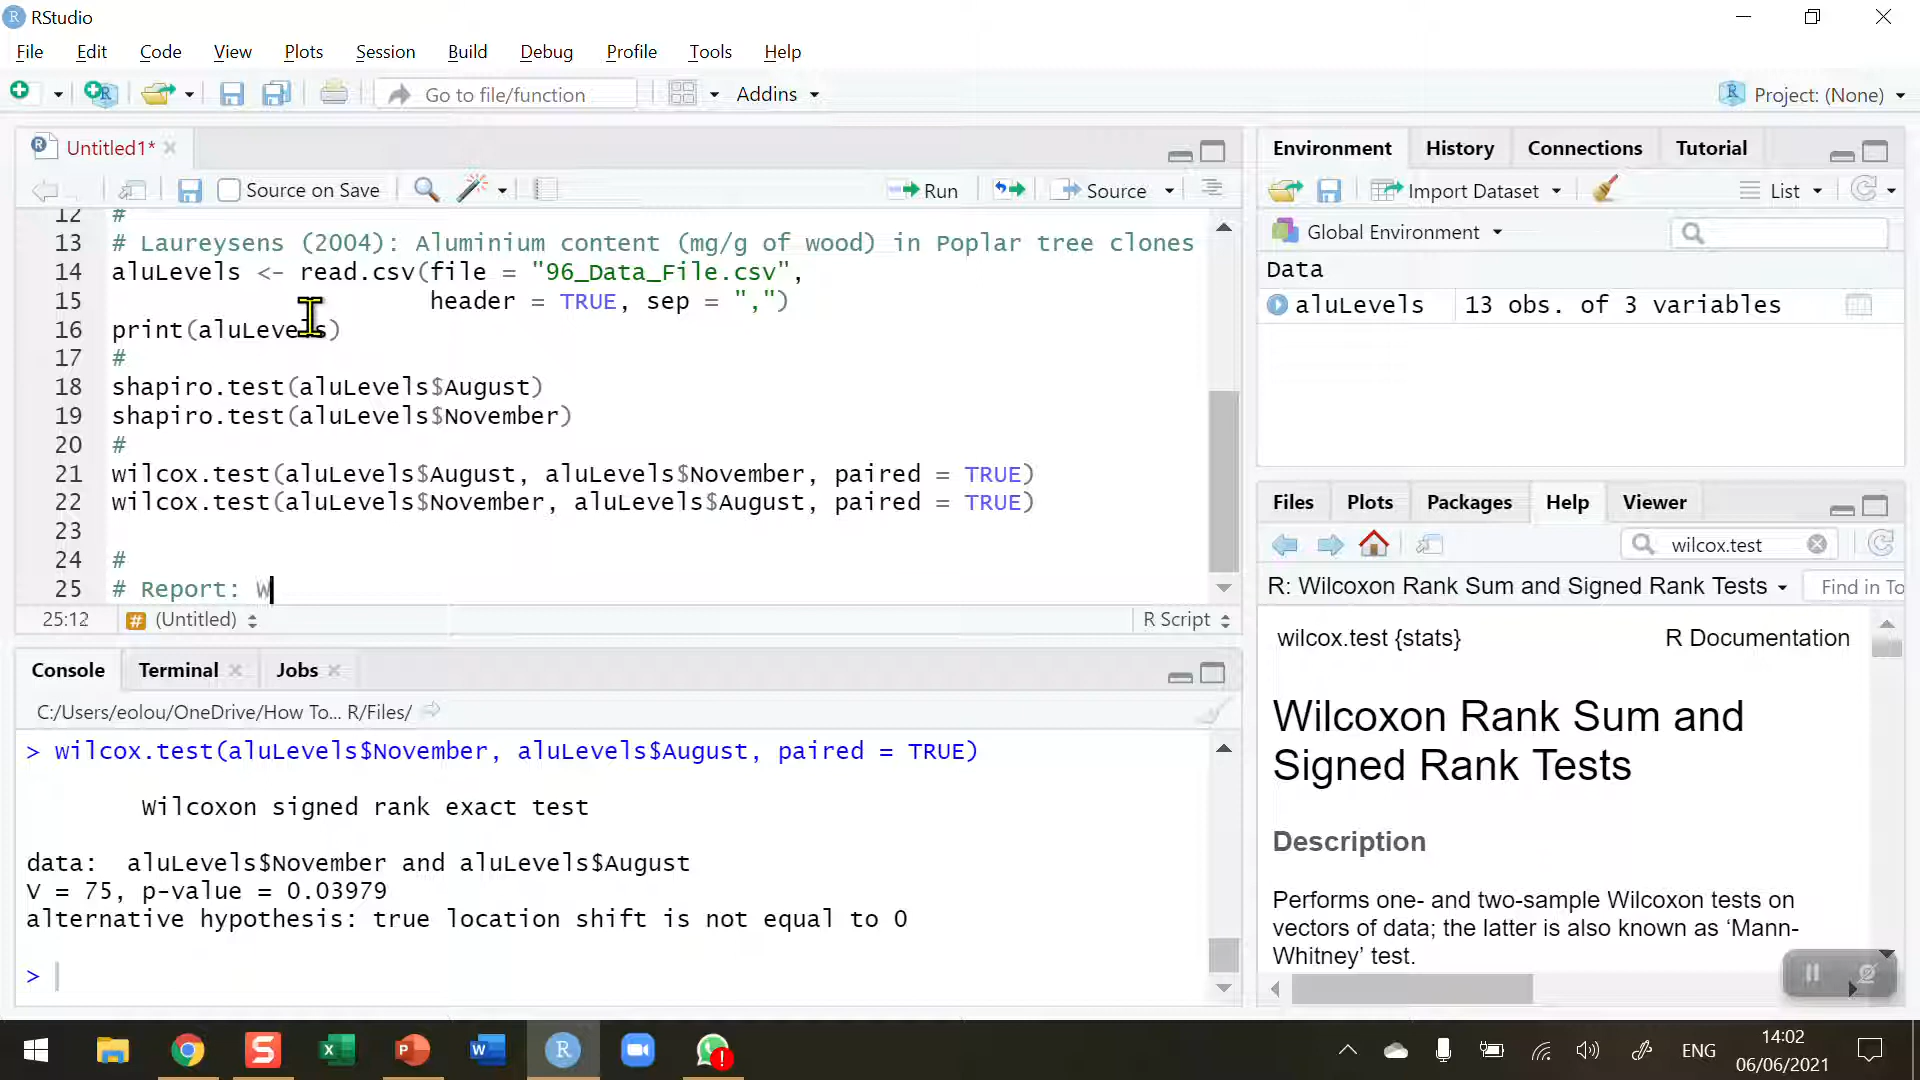 RStudio
File Edit Code View Plots Session Build Debug Profile Tools Help
Go to file/function Addins Project: (None)
Untitled1*
Source on Save Run Source
12 #
13 # Laureysens (2004): Aluminium content (mg/g of wood) in Poplar tree clones
14 aluLevels <- read.csv(file = "96_Data_File.csv",
15 header = TRUE, sep = ",")
16 print(aluLevels)
17 #
18 shapiro.test(aluLevels$August)
19 shapiro.test(aluLevels$November)
20 #
21 wilcox.test(aluLevels$August, aluLevels$November, paired = TRUE)
22 wilcox.test(aluLevels$November, aluLevels$August, paired = TRUE)
23
24 #
25 # Report: W
25:12 # (Untitled) R Script
Console Terminal Jobs
C:/Users/eolou/OneDrive/How To... R/Files/
> wilcox.test(aluLevels$November, aluLevels$August, paired = TRUE)
Wilcoxon signed rank exact test
data: aluLevels$November and aluLevels$August
V = 75, p-value = 0.03979
alternative hypothesis: true location shift is not equal to 0
>
Environment History Connections Tutorial
Import Dataset List
Global Environment
Data
aluLevels 13 obs. of 3 variables
Files Plots Packages Help Viewer
wilcox.test
R: Wilcoxon Rank Sum and Signed Rank Tests Find in To
wilcox.test {stats} R Documentation
Wilcoxon Rank Sum and
Signed Rank Tests
Description
Performs one- and two-sample Wilcoxon tests on
vectors of data; the latter is also known as ‘Mann-
Whitney’ test.
ENG 14:02
06/06/2021